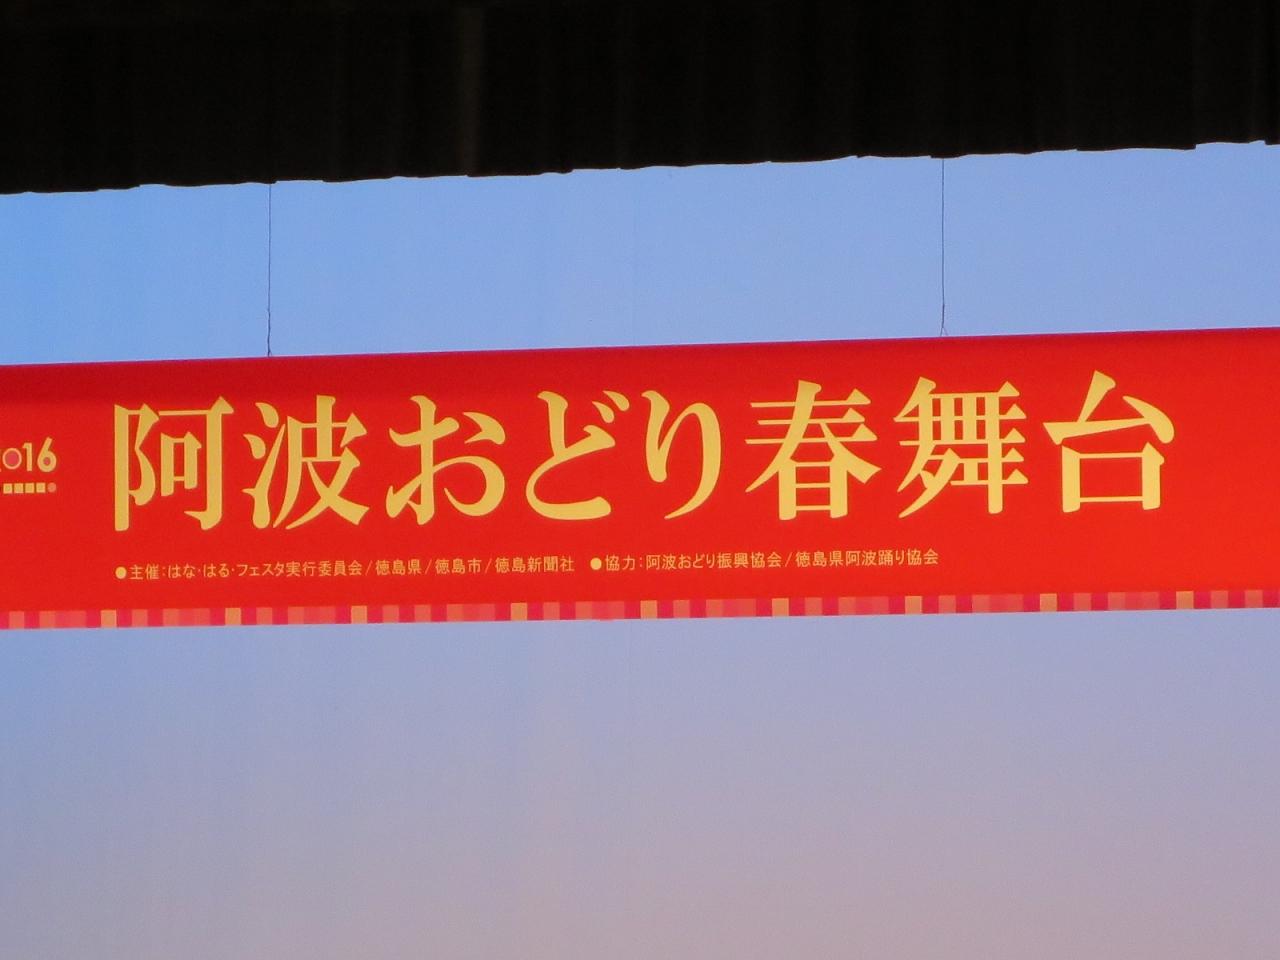 2016
阿波おどり春舞台
●主催:はな・はる・フェスタ実行委員会/徳島県/徳島市/徳島新聞社 ●協力:阿波おどり振興協会/徳島県阿波踊り協会